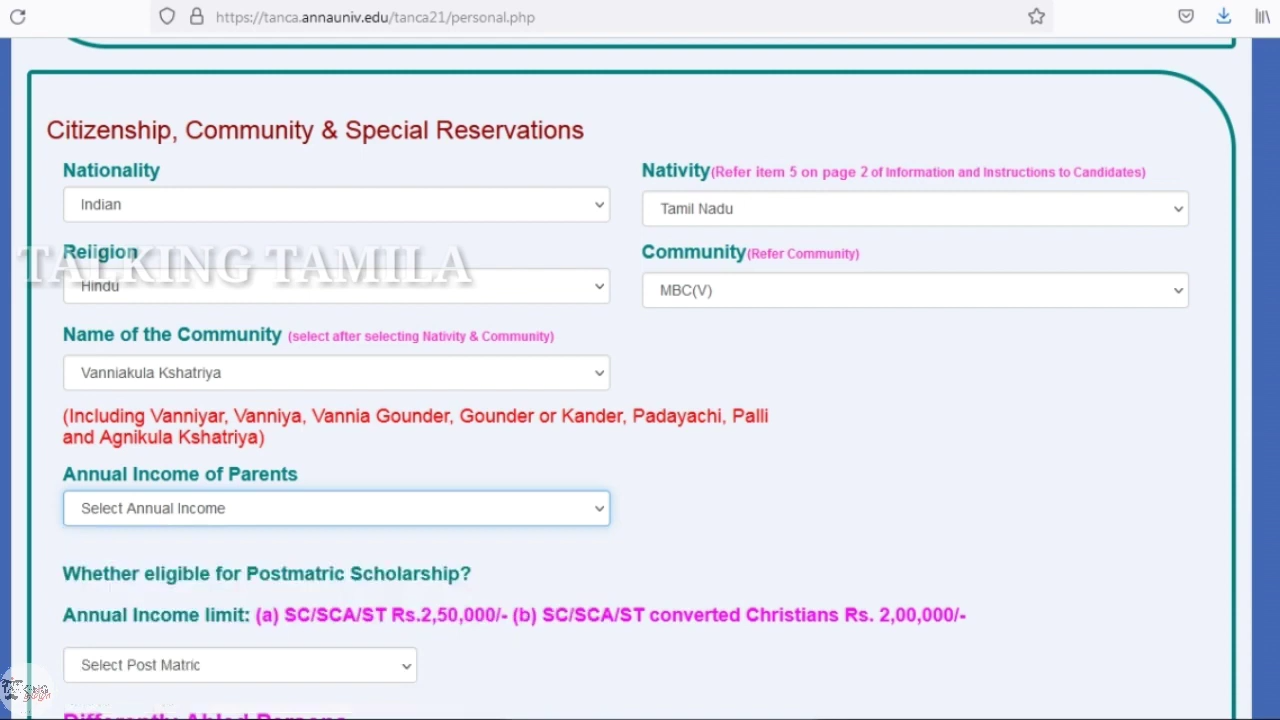 https://tanca.annauniv.edu/tanca21/personal.php
Citizenship, Community & Special Reservations
Nationality
Indian
Nativity(Refer item 5 on page 2 of Information and Instructions to Candidates)
Tamil Nadu
Religion
Hindu
TALKING TAMILA
Community(Refer Community)
MBC(V)
Name of the Community (select after selecting Nativity & Community)
Vanniakula Kshatriya
(Including Vanniyar, Vanniya, Vannia Gounder, Gounder or Kander, Padayachi, Palli
and Agnikula Kshatriya)
Annual Income of Parents
Select Annual Income
Whether eligible for Postmatric Scholarship?
Annual Income limit: (a) SC/SCA/ST Rs.2,50,000/- (b) SC/SCA/ST converted Christians Rs. 2,00,000/-
Select Post Matric
Differently Abled Persons